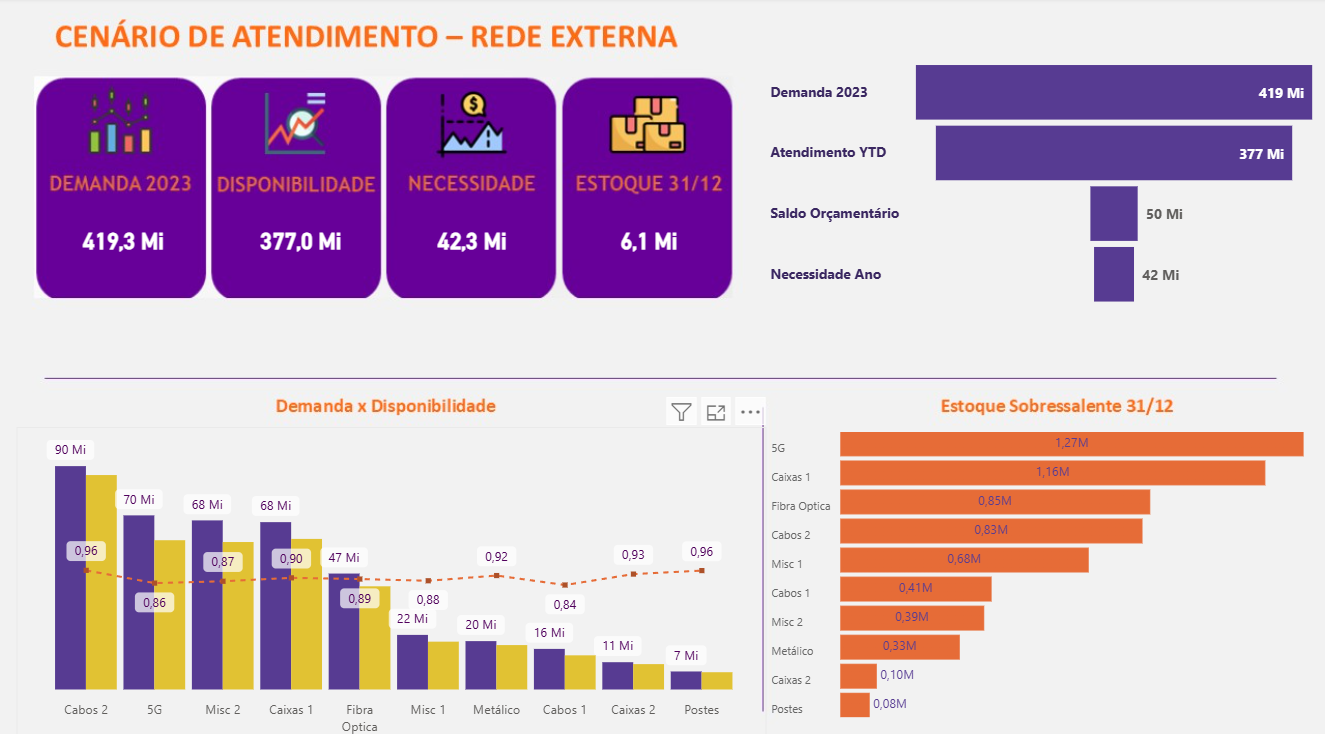 CENÁRIO DE ATENDIMENTO – REDE EXTERNA
DEMANDA 2023
419,3 Mi
DISPONIBILIDADE
377,0 Mi
$
NECESSIDADE
42,3 Mi
ESTOQUE 31/12
6,1 Mi
Demanda 2023
419 Mi
Atendimento YTD
377 Mi
Saldo Orçamentário
50 Mi
Necessidade Ano
42 Mi
Demanda x Disponibilidade
90 Mi
70 Mi
68 Mi
68 Mi
47 Mi
22 Mi
20 Mi
16 Mi
11 Mi
7 Mi
0,96
0,86
0,87
0,90
0,89
0,88
0,92
0,84
0,93
0,96
Cabos 2
5G
Misc 2
Caixas 1
Fibra
Optica
Misc 1
Metálico
Cabos 1
Caixas 2
Postes
Estoque Sobressalente 31/12
5G
1,27M
Caixas 1
1,16M
Fibra Optica
0,85M
Cabos 2
0,83M
Misc 1
0,68M
Cabos 1
0,41M
Misc 2
0,39M
Metálico
0,33M
Caixas 2
0,10M
Postes
0,08M